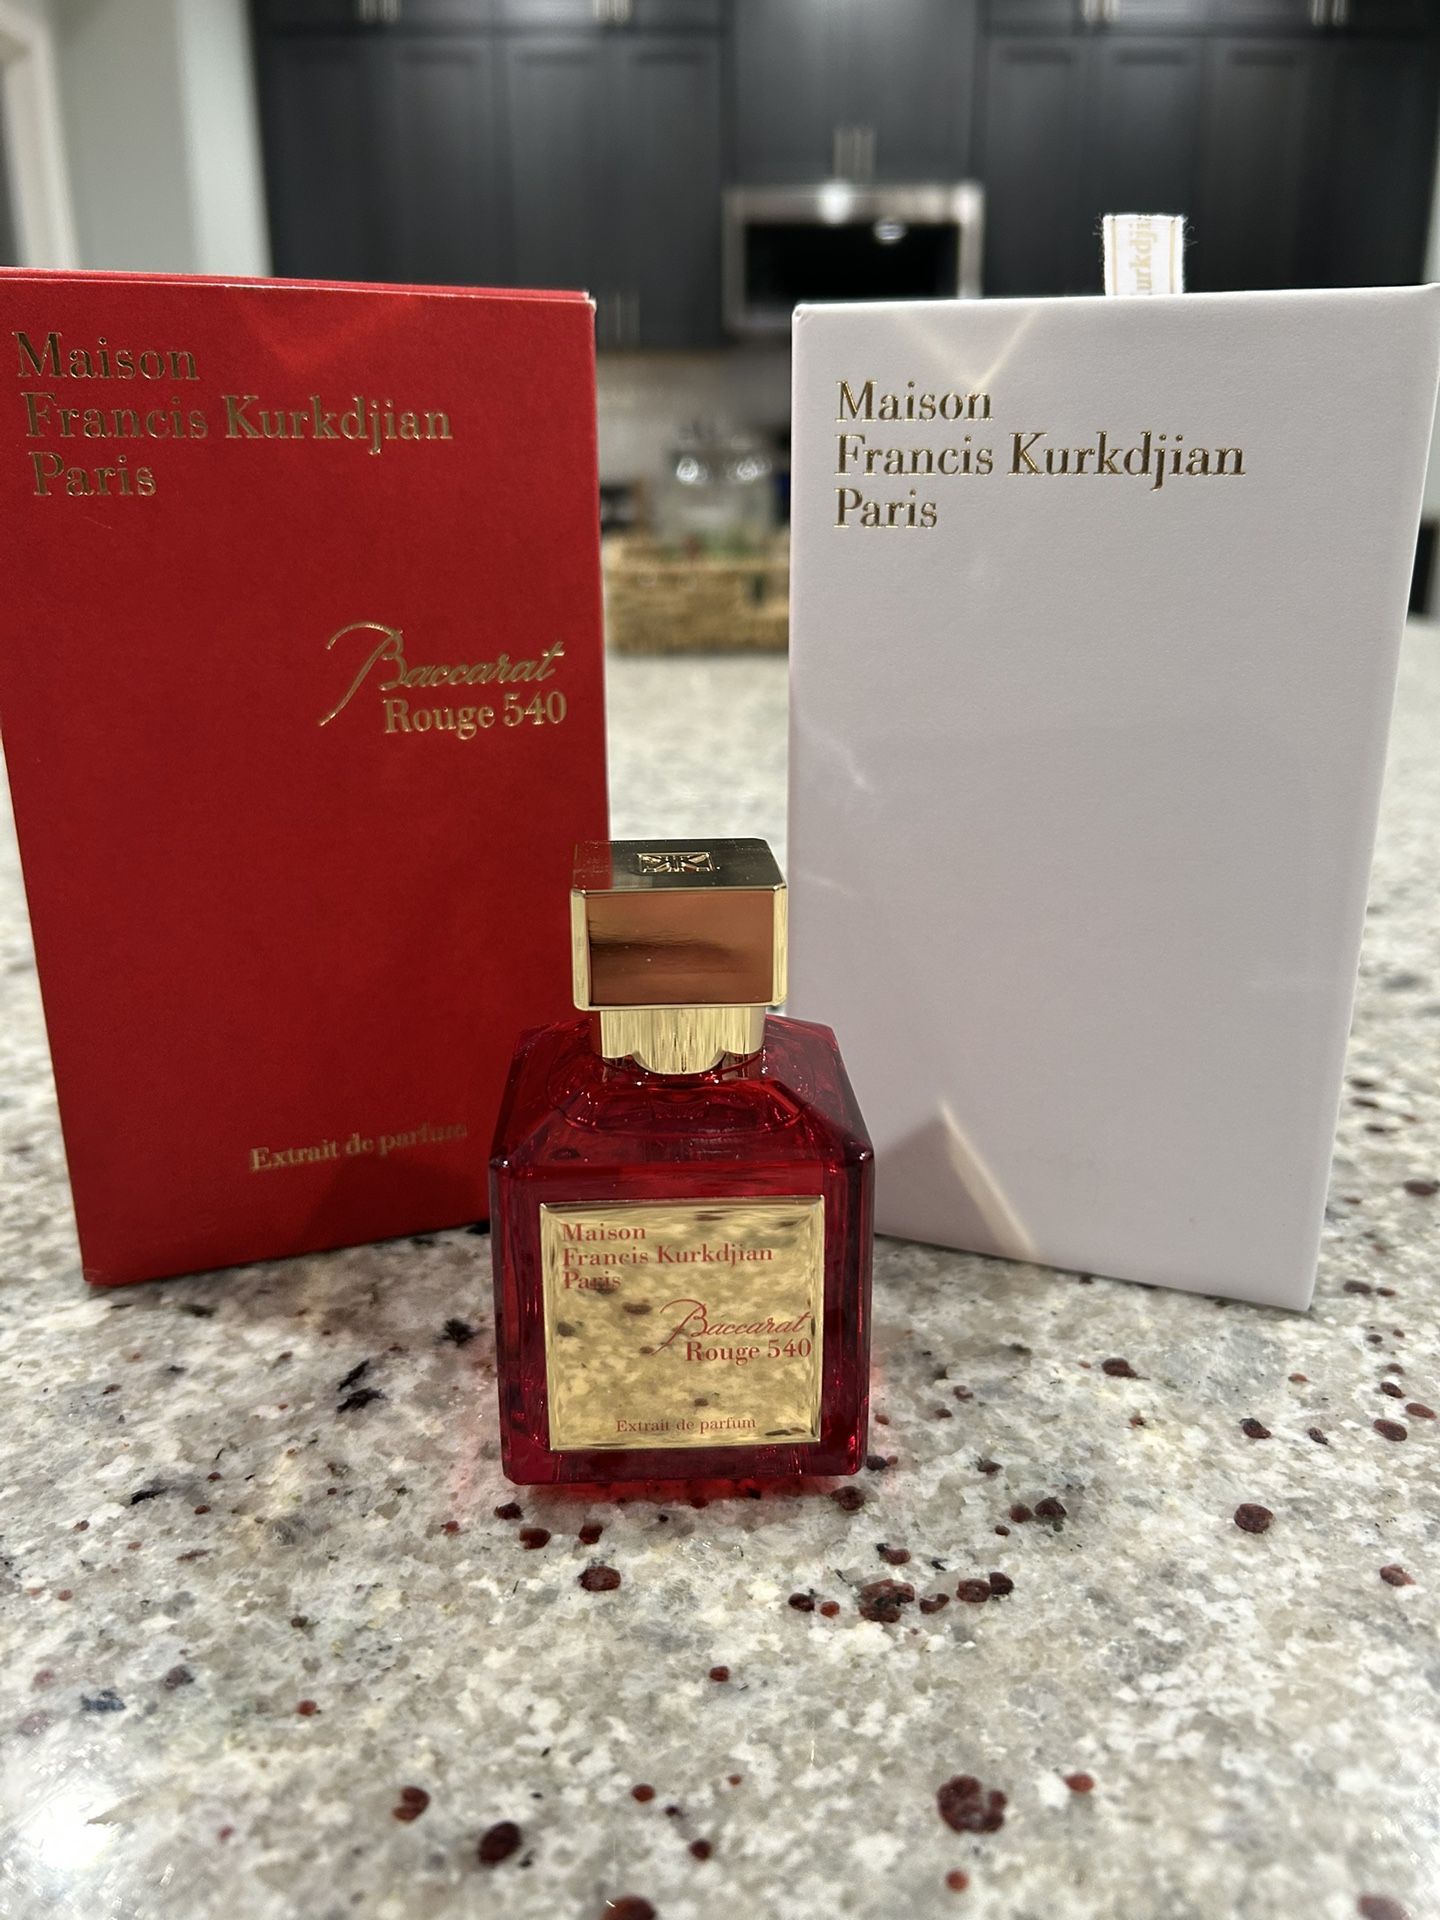 Maison
Francis Kurkdjian
Paris
Baccarat
Rouge 540
Extrait de parfum
Maison
Francis Kurkdjian
Paris
Maison
Francis Kurkdjian
Paris
Baccarat
Rouge 540
Extrait de parfum